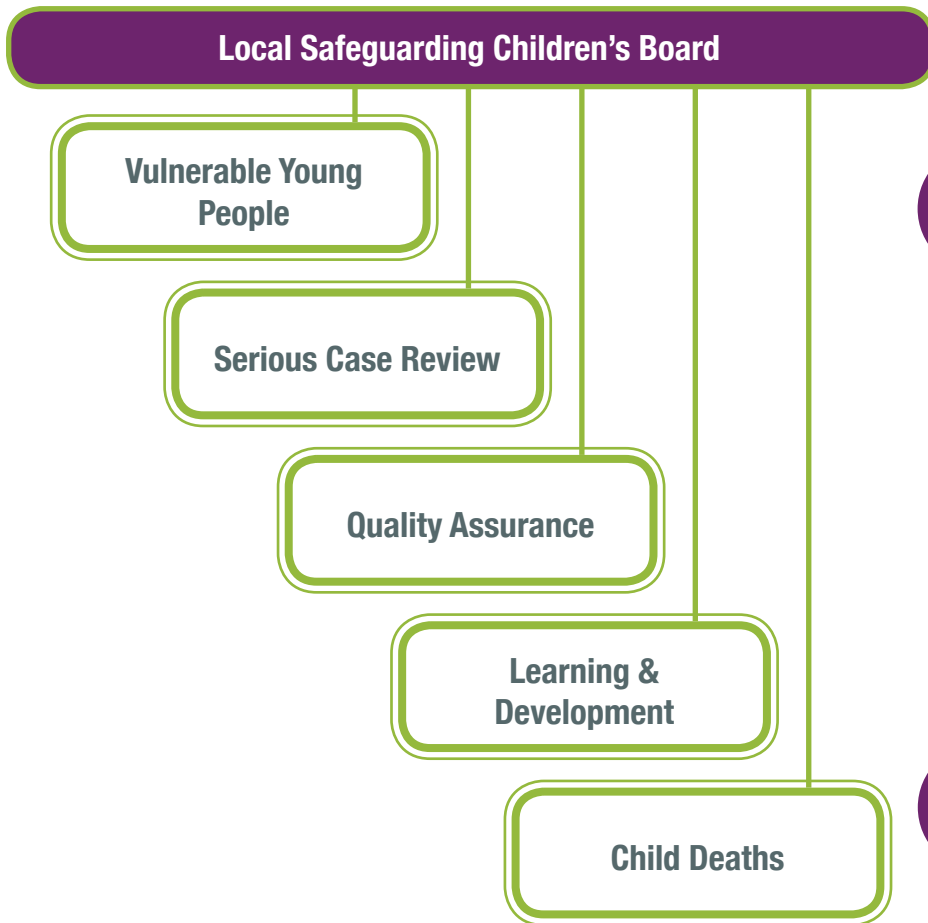 Local Safeguarding Children’s Board
Vulnerable Young
People
Serious Case Review
Quality Assurance
Learning &
Development
Child Deaths